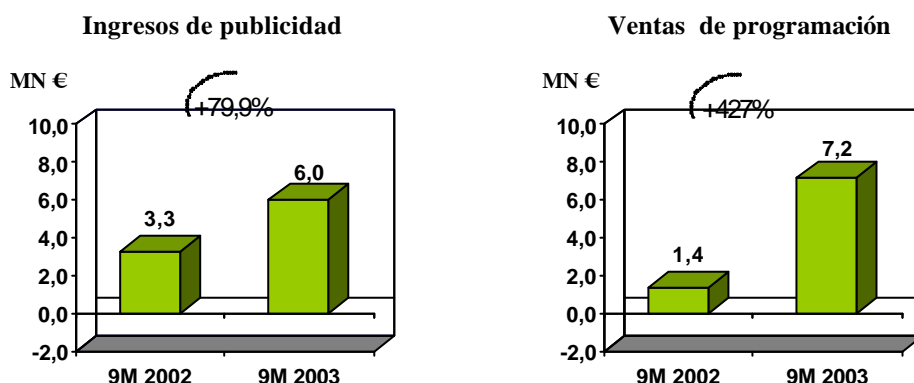 Ingresos de publicidad
MN €
+79,9%
10,0
8,0
6,0
4,0
2,0
0,0
-2,0
3,3
6,0
9M 2002
9M 2003
Ventas de programación
MN €
+427%
10,0
8,0
6,0
4,0
2,0
0,0
-2,0
1,4
7,2
9M 2002
9M 2003